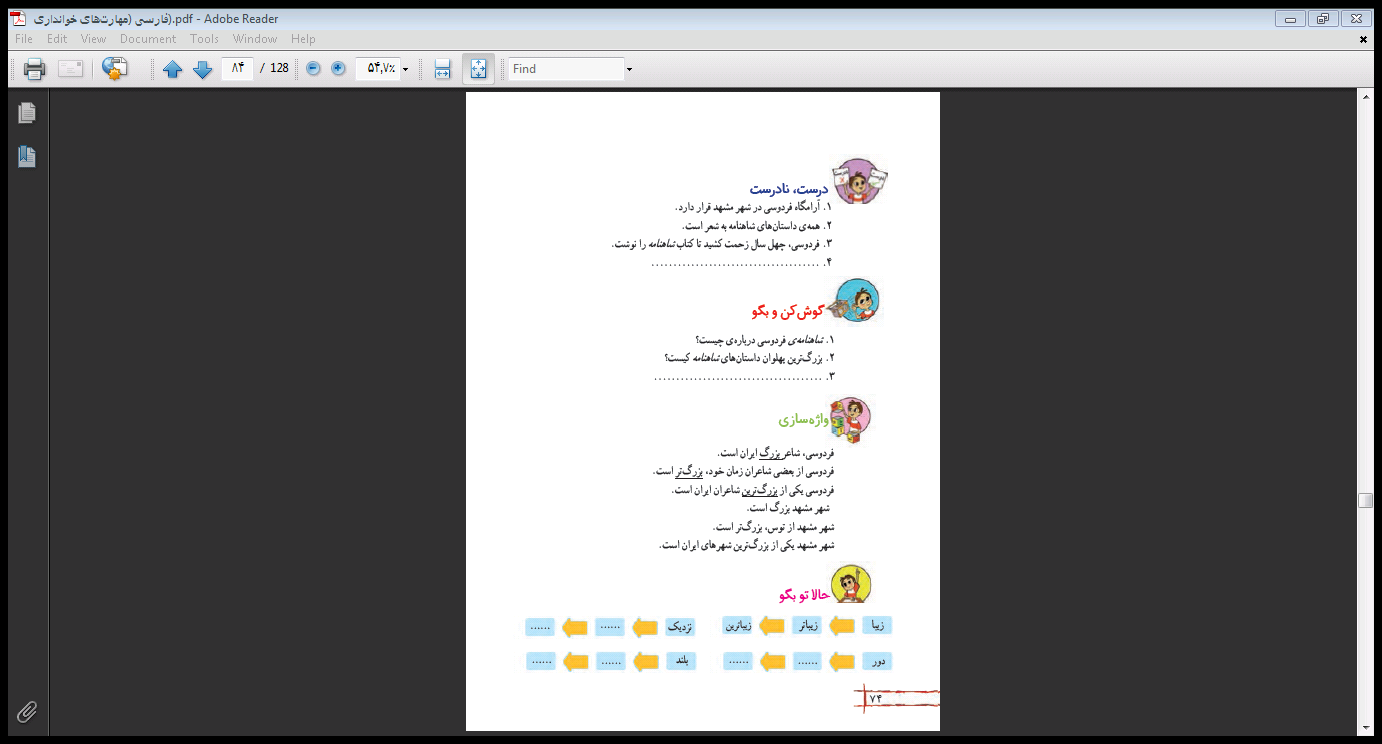 فارسی (مهارت‌های خوانداری).pdf - Adobe Reader
File Edit View Document Tools Window Help
۸۴ / 128 ۵۴٫۷٪ Find
درست، نادرست
۱. آرامگاه فردوسی در شهر مشهد قرار دارد.
۲. همه‌ی داستان‌های شاهنامه به شعر است.
۳. فردوسی، چهل سال زحمت کشید تا کتاب شاهنامه را نوشت.
۴. ......................................
گوش کن و بگو
۱. شاهنامه‌ی فردوسی درباره‌ی چیست؟
۲. بزرگ‌ترین پهلوان داستان‌های شاهنامه کیست؟
۳. ......................................
واژه‌سازی
فردوسی، شاعر بزرگ ایران است.
فردوسی از بعضی شاعران زمان خود، بزرگ‌تر است.
فردوسی یکی از بزرگ‌ترین شاعران ایران است.
شهر مشهد بزرگ است.
شهر مشهد از توس، بزرگ‌تر است.
شهر مشهد یکی از بزرگ‌ترین شهرهای ایران است.
حالا تو بگو
زیبا زیباتر زیباترین نزدیک ...... ......
دور ...... ...... بلند ...... ......
۷۴